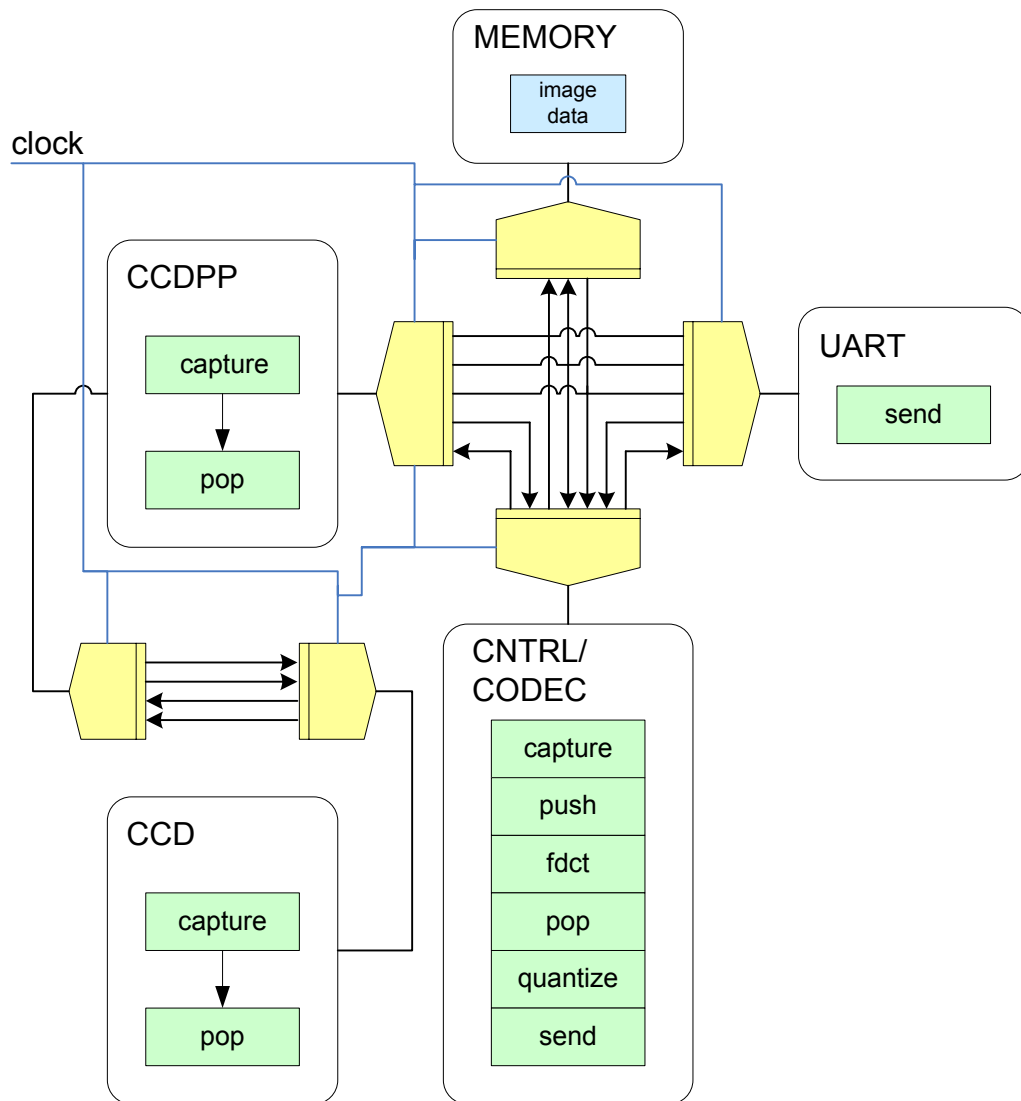 MEMORY
image
data
clock
CCDPP
capture
pop
UART
send
CNTRL/
CODEC
capture
push
fdct
pop
quantize
send
CCD
capture
pop